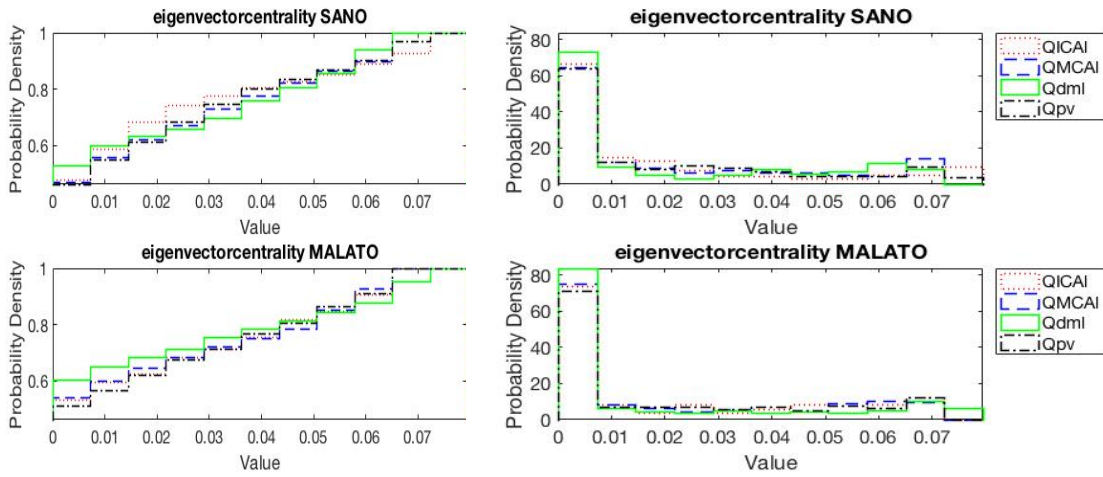 eigenvectorcentrality SANO
Probability Density
1
0.8
0.6
0 0.01 0.02 0.03 0.04 0.05 0.06 0.07
Value
eigenvectorcentrality SANO
Probability Density
80
60
40
20
0
0 0.01 0.02 0.03 0.04 0.05 0.06 0.07
Value
QICAI
QMCAI
Qdml
Qpv
eigenvectorcentrality MALATO
Probability Density
1
0.8
0.6
0 0.01 0.02 0.03 0.04 0.05 0.06 0.07
Value
eigenvectorcentrality MALATO
Probability Density
80
60
40
20
0
0 0.01 0.02 0.03 0.04 0.05 0.06 0.07
Value
QICAI
QMCAI
Qdml
Qpv